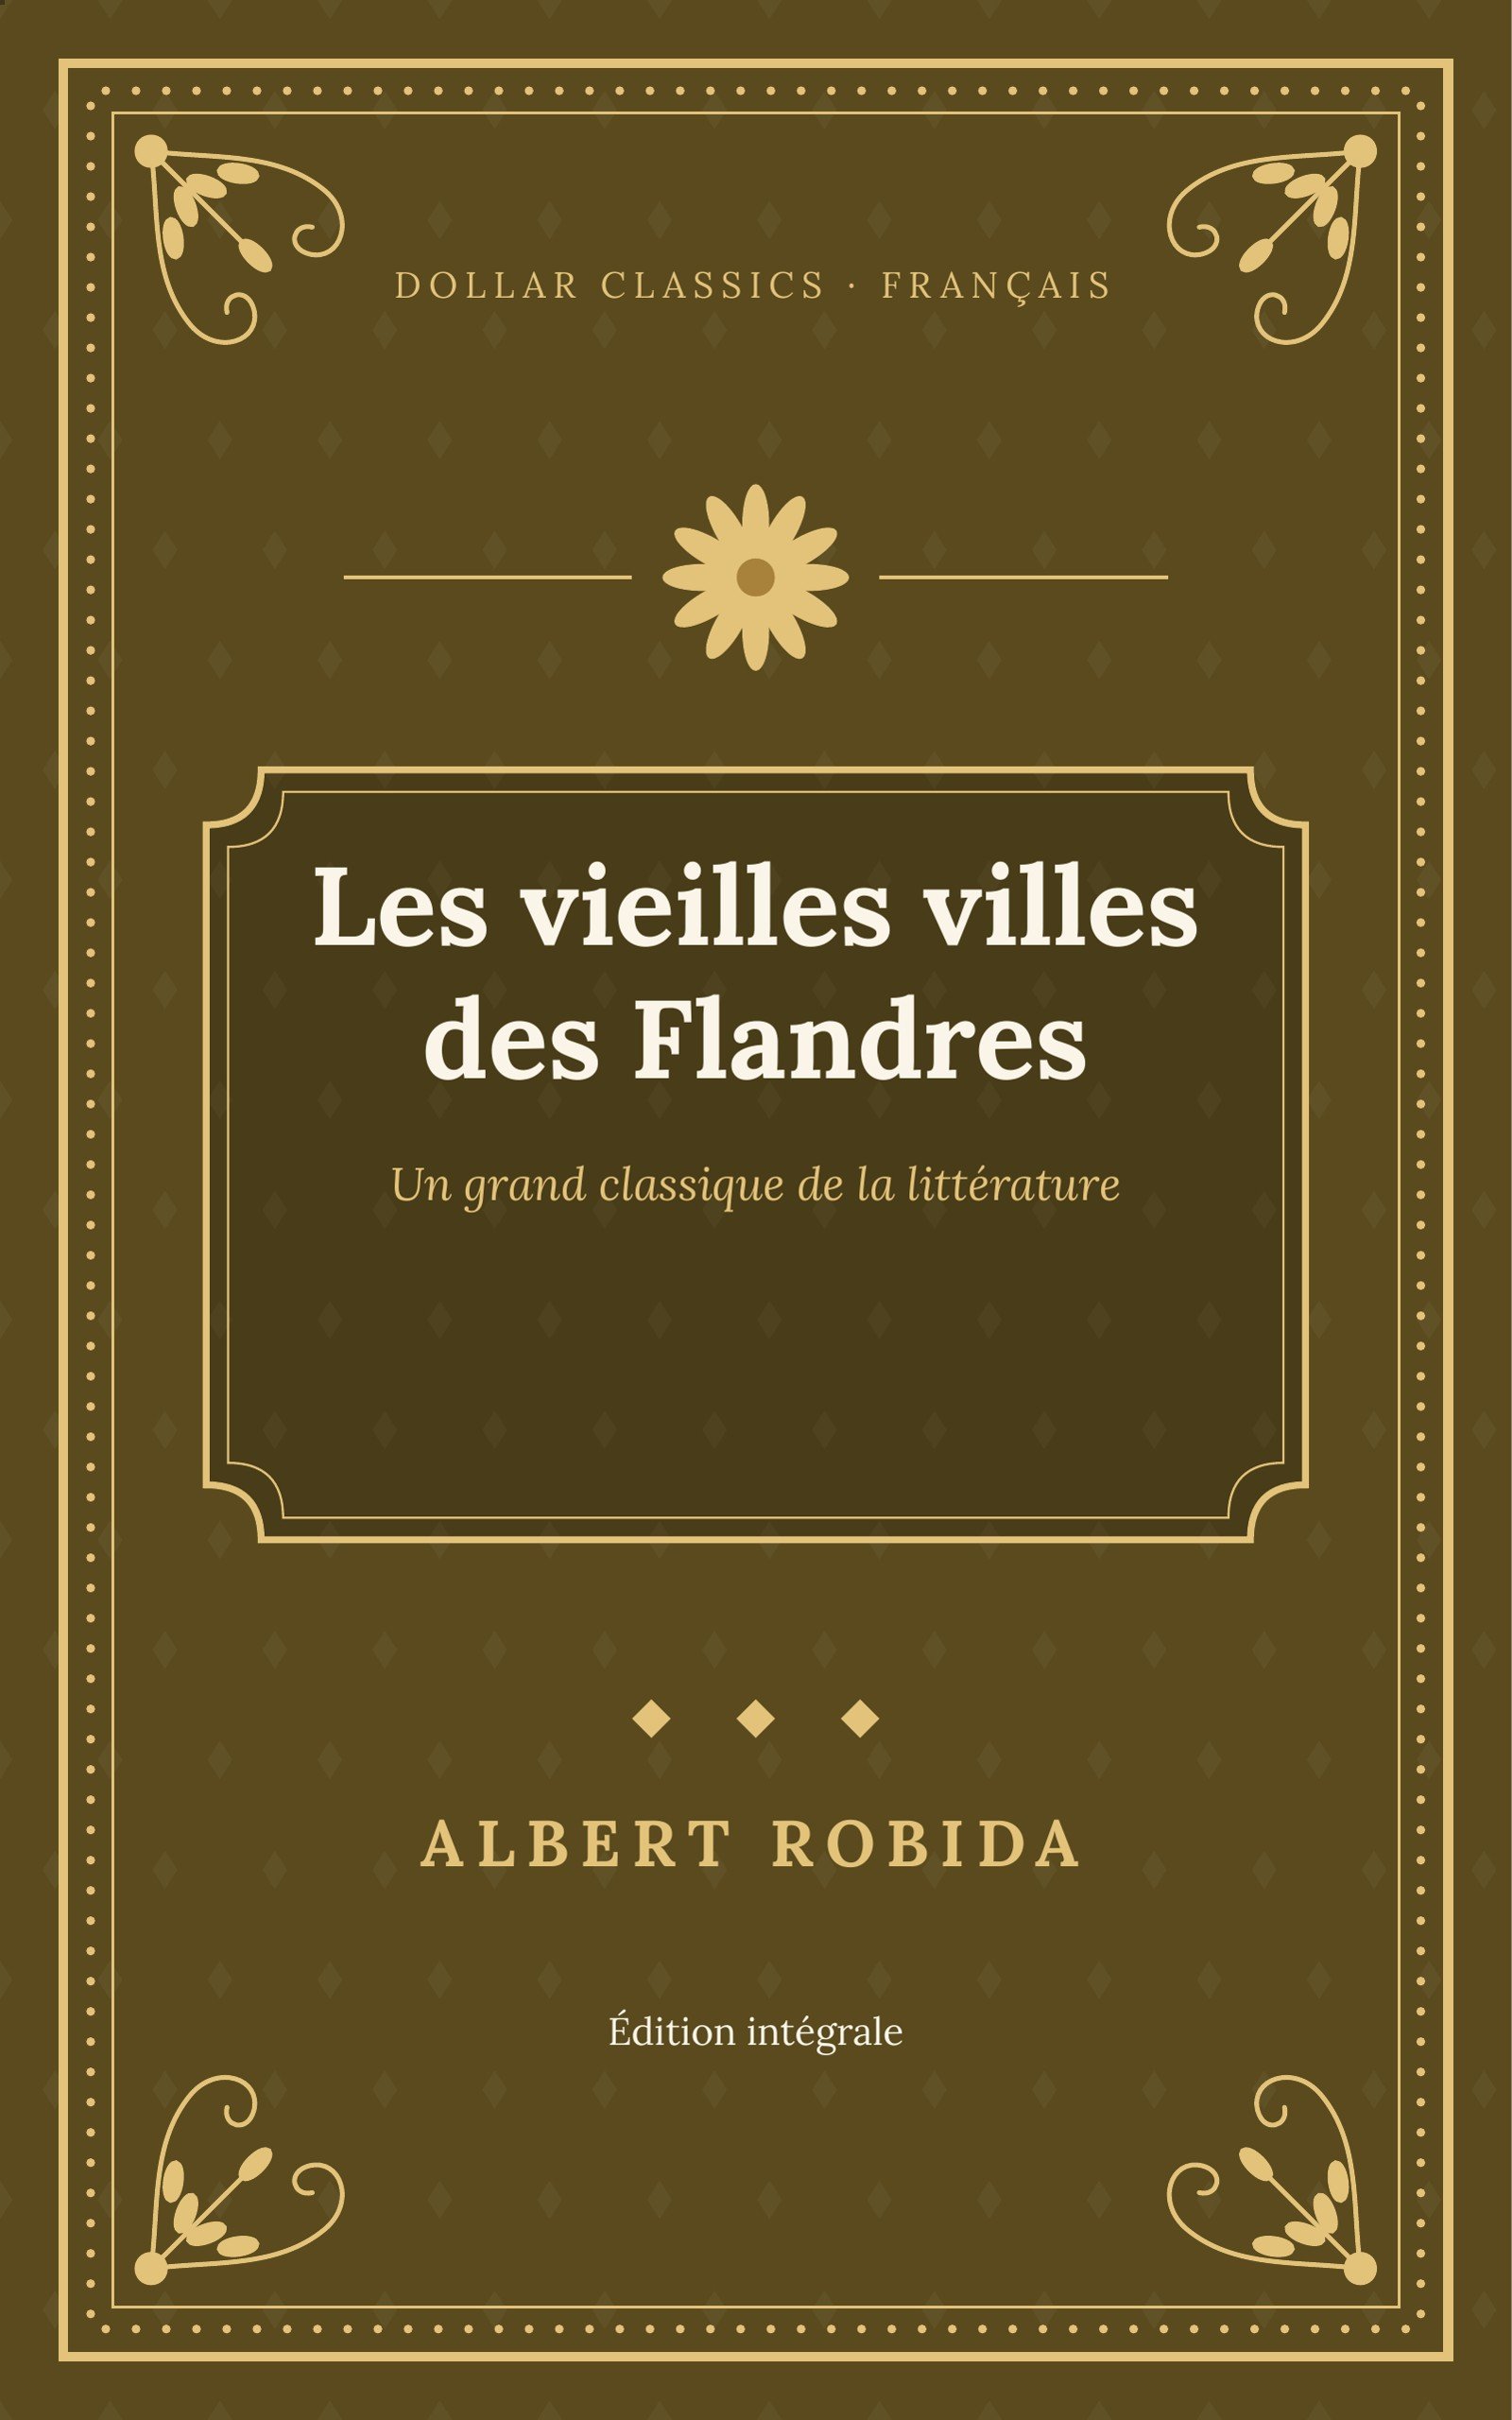 DOLLAR CLASSICS · FRANÇAIS
Les vieilles villes
des Flandres
Un grand classique de la littérature
ALBERT ROBIDA
Édition intégrale